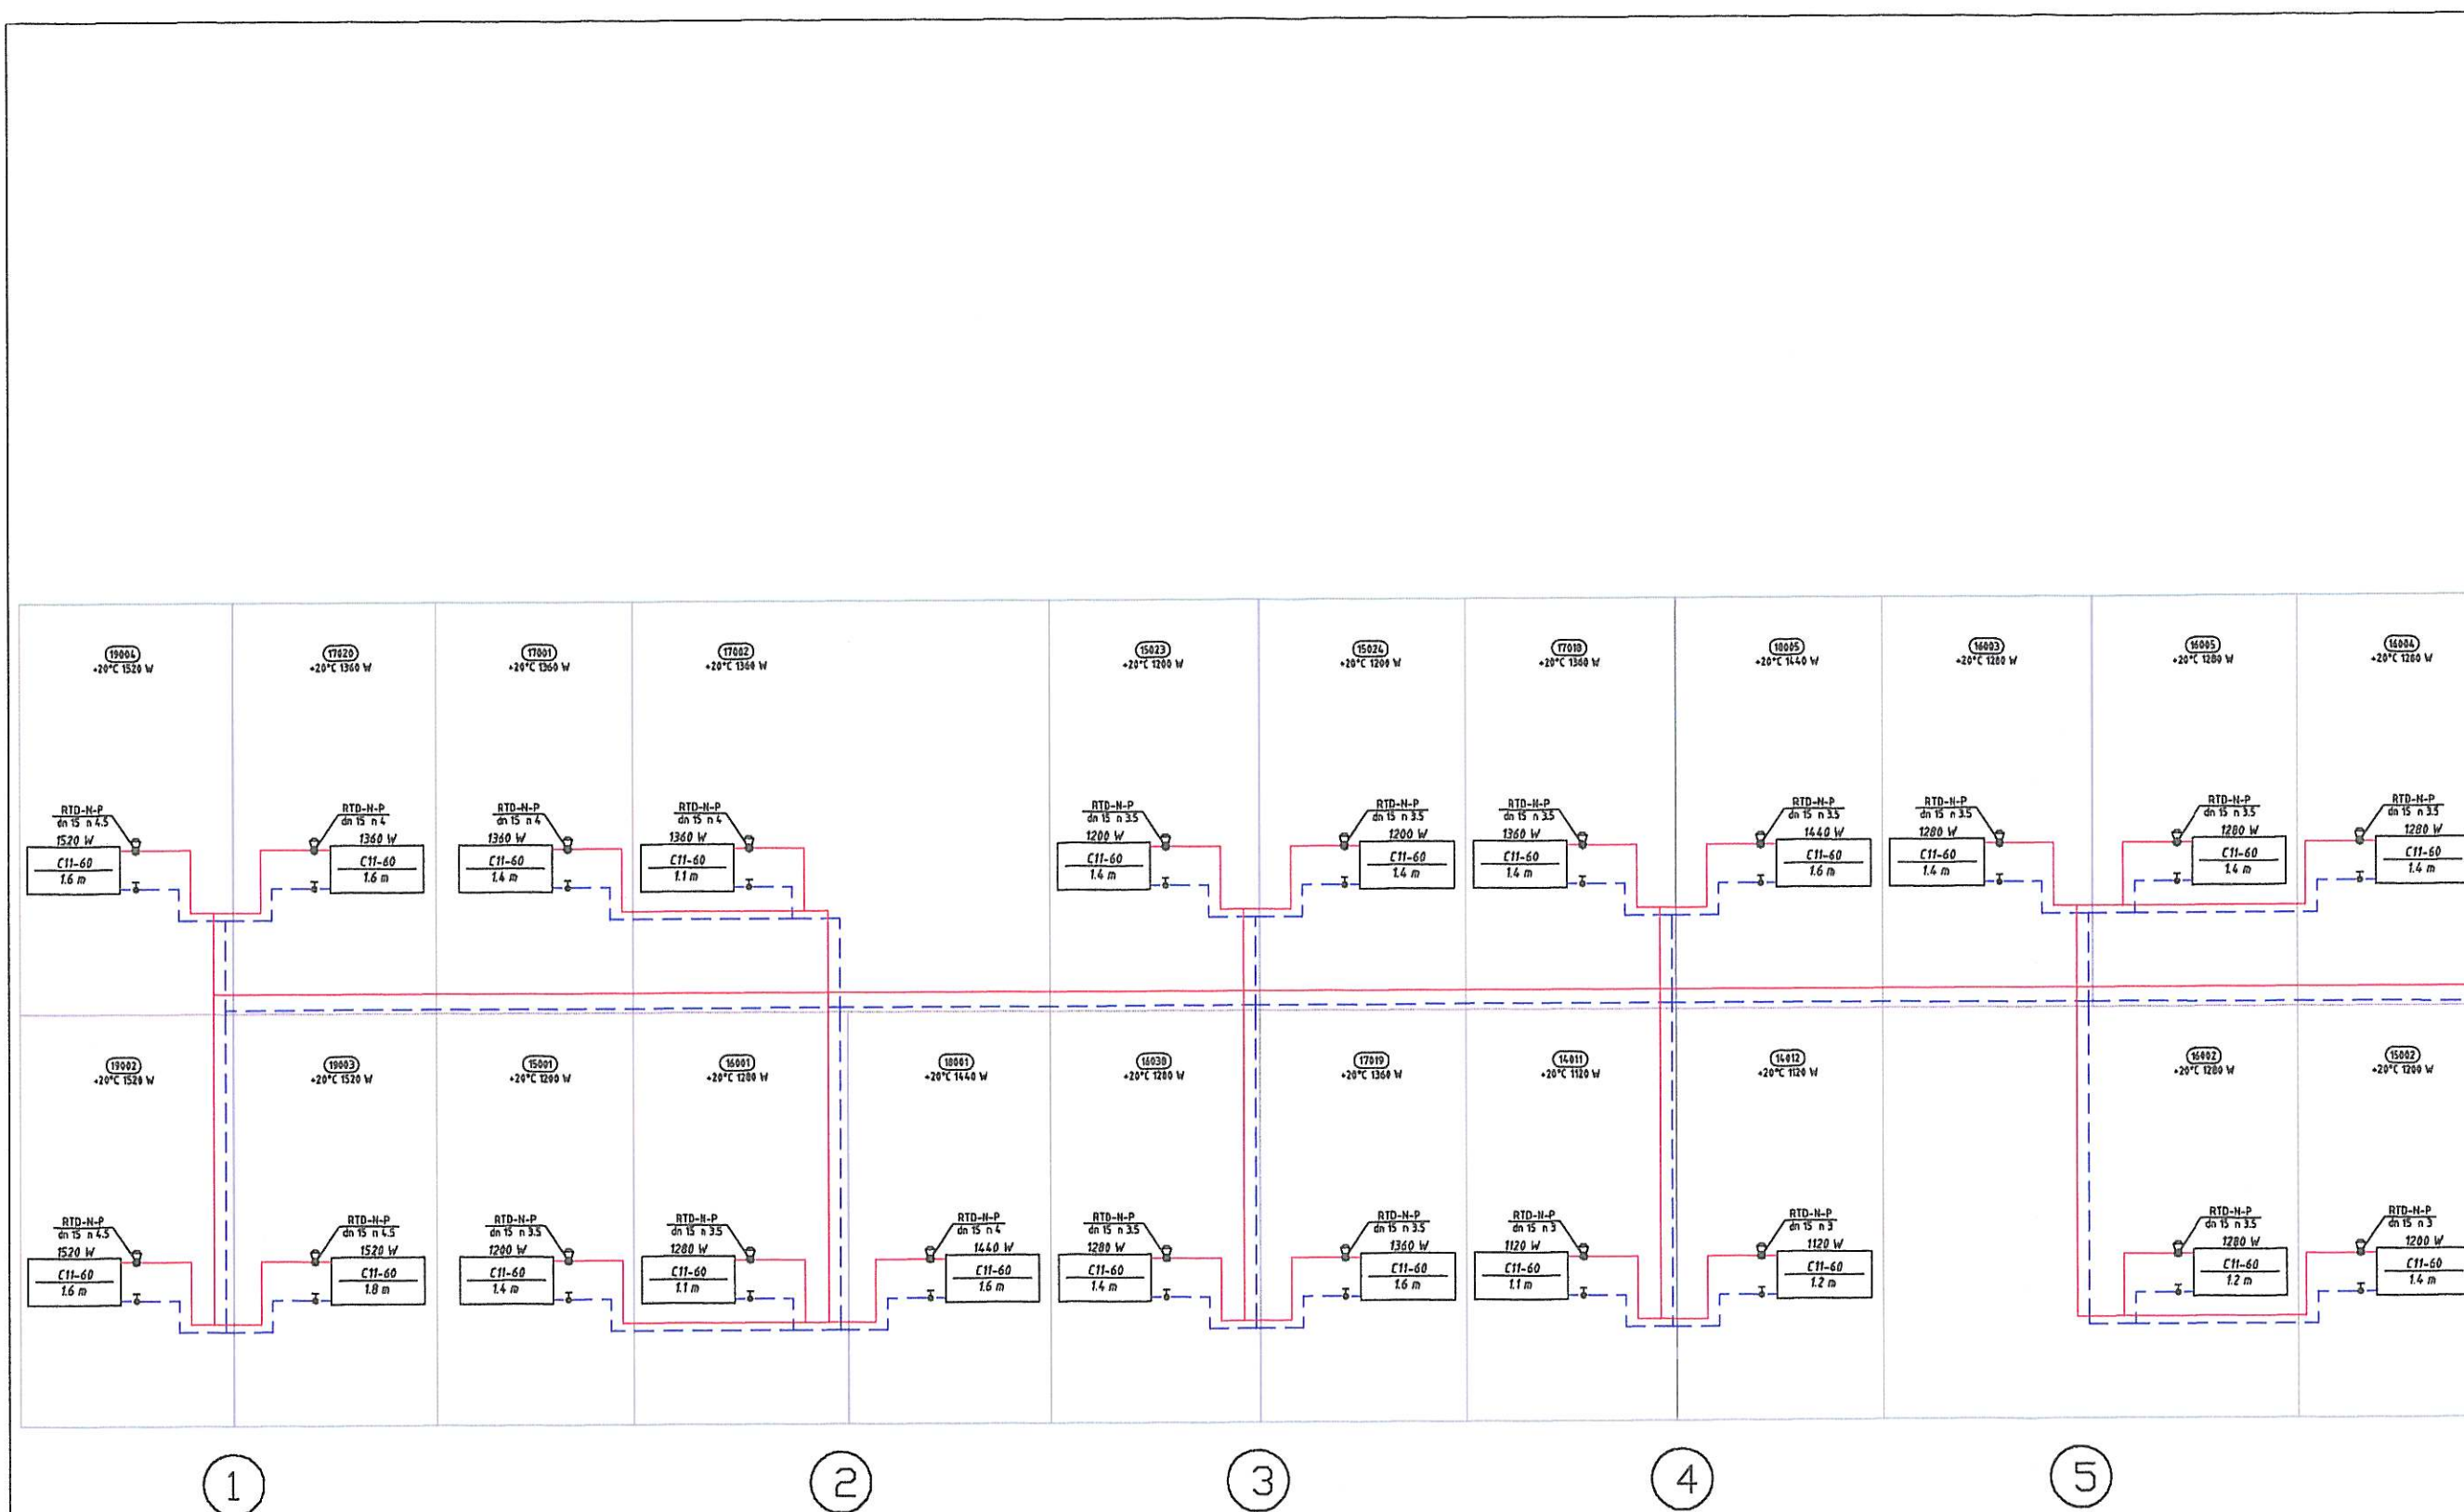 19004
+20°C 1520 W
17020
+20°C 1360 W
17001
+20°C 1360 W
17002
+20°C 1360 W
15023
+20°C 1200 W
15024
+20°C 1200 W
17018
+20°C 1360 W
18005
+20°C 1440 W
16003
+20°C 1280 W
16005
+20°C 1280 W
16004
+20°C 1280 W
RTD-N-P
dn 15 n 4.5
1520 W
C11-60
1.6 m
RTD-N-P
dn 15 n 4
1360 W
C11-60
1.6 m
RTD-N-P
dn 15 n 4
1360 W
C11-60
1.4 m
RTD-N-P
dn 15 n 4
1360 W
C11-60
1.1 m
RTD-N-P
dn 15 n 3.5
1200 W
C11-60
1.4 m
RTD-N-P
dn 15 n 3.5
1200 W
C11-60
1.4 m
RTD-N-P
dn 15 n 3.5
1360 W
C11-60
1.4 m
RTD-N-P
dn 15 n 3.5
1440 W
C11-60
1.6 m
RTD-N-P
dn 15 n 3.5
1280 W
C11-60
1.4 m
RTD-N-P
dn 15 n 3.5
1280 W
C11-60
1.4 m
RTD-N-P
dn 15 n 3.5
1280 W
C11-60
1.4 m
+20°C 1520 W
19003
+20°C 1520 W
15001
+20°C 1200 W
16001
+20°C 1280 W
18001
+20°C 1440 W
+20°C 1280 W
17019
+20°C 1360 W
14011
+20°C 1120 W
14012
+20°C 1120 W
16002
+20°C 1280 W
15002
+20°C 1200 W
RTD-N-P
dn 15 n 4.5
1520 W
C11-60
1.6 m
RTD-N-P
dn 15 n 4.5
1520 W
C11-60
1.8 m
RTD-N-P
dn 15 n 3.5
1200 W
C11-60
1.4 m
RTD-N-P
dn 15 n 3.5
1280 W
C11-60
1.1 m
RTD-N-P
dn 15 n 4
1440 W
C11-60
1.6 m
RTD-N-P
dn 15 n 3.5
1280 W
C11-60
1.4 m
RTD-N-P
dn 15 n 3.5
1360 W
C11-60
1.6 m
RTD-N-P
dn 15 n 3
1120 W
C11-60
1.1 m
RTD-N-P
dn 15 n 3
1120 W
C11-60
1.2 m
RTD-N-P
dn 15 n 3.5
1280 W
C11-60
1.2 m
RTD-N-P
dn 15 n 3
1200 W
C11-60
1.4 m
1
2
3
4
5